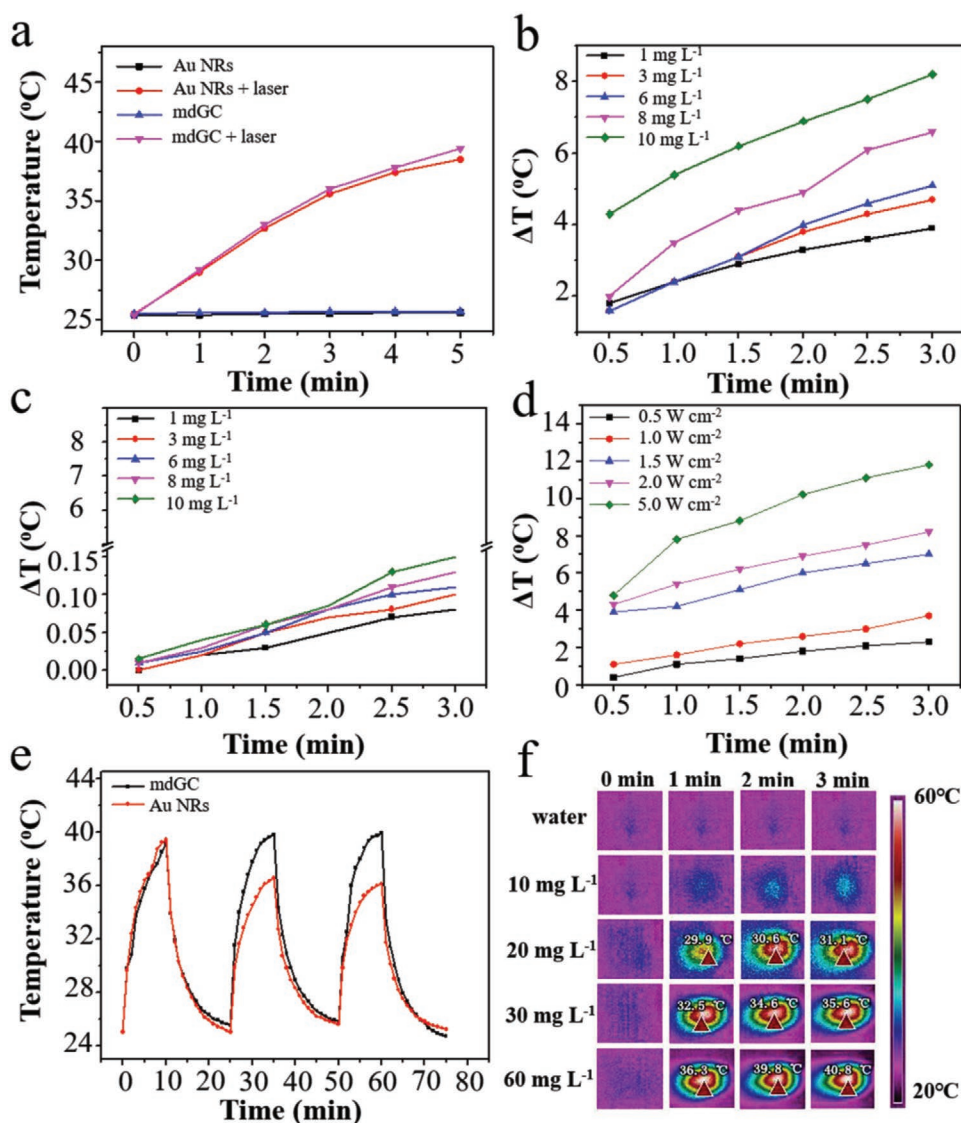 a
Temperature (°C)
40
35
30
25
Au NRs
Au NRs + laser
mdGC
mdGC + laser
0 1 2 3 4 5
Time (min)
b
ΔT (°C)
8
6
4
2
1 mg L-1
3 mg L-1
6 mg L-1
8 mg L-1
10 mg L-1
0.5 1.0 1.5 2.0 2.5 3.0
Time (min)
c
ΔT (°C)
8
7
6
0.15
0.10
0.05
0.00
1 mg L-1
3 mg L-1
6 mg L-1
8 mg L-1
10 mg L-1
0.5 1.0 1.5 2.0 2.5 3.0
Time (min)
d
ΔT (°C)
14
12
10
8
6
4
2
0
0.5 W cm-2
1.0 W cm-2
1.5 W cm-2
2.0 W cm-2
5.0 W cm-2
0.5 1.0 1.5 2.0 2.5 3.0
Time (min)
e
Temperature (°C)
44
40
36
32
28
24
mdGC
Au NRs
0 10 20 30 40 50 60 70 80
Time (min)
f
0 min 1 min 2 min 3 min
60°C
water
10 mg L-1
20 mg L-1
29.9 °C 30.6 °C 31.1 °C
30 mg L-1
32.5 °C 34.6 °C 35.6 °C
60 mg L-1
36.3 °C 39.8 °C 40.8 °C
20°C